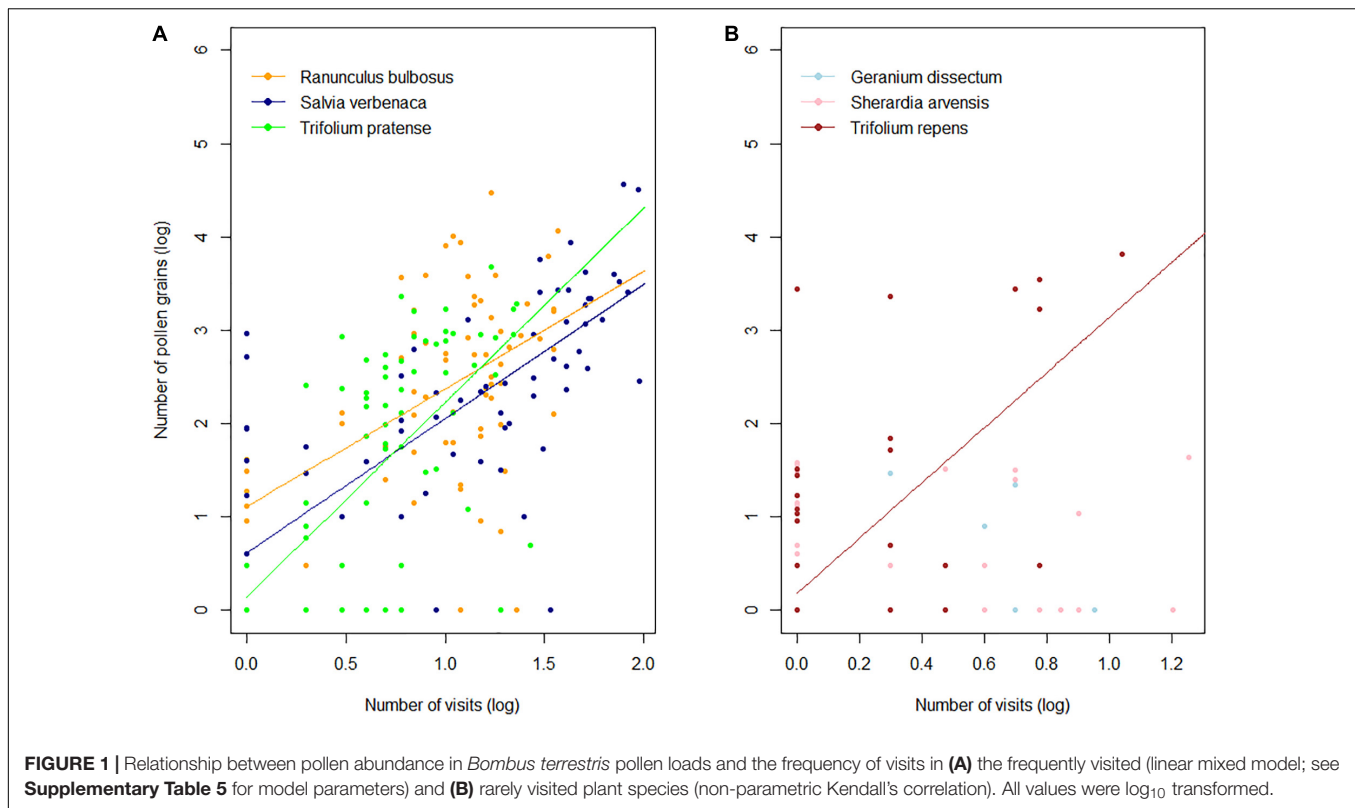 A
6
5
4
3
2
1
0
Number of pollen grains (log)
Ranunculus bulbosus
Salvia verbenaca
Trifolium pratense
0.0 0.5 1.0 1.5 2.0
Number of visits (log)
B
6
5
4
3
2
1
0
Geranium dissectum
Sherardia arvensis
Trifolium repens
0.0 0.2 0.4 0.6 0.8 1.0 1.2
Number of visits (log)
FIGURE 1 | Relationship between pollen abundance in Bombus terrestris pollen loads and the frequency of visits in (A) the frequently visited (linear mixed model; see
Supplementary Table 5 for model parameters) and (B) rarely visited plant species (non-parametric Kendall's correlation). All values were log10 transformed.